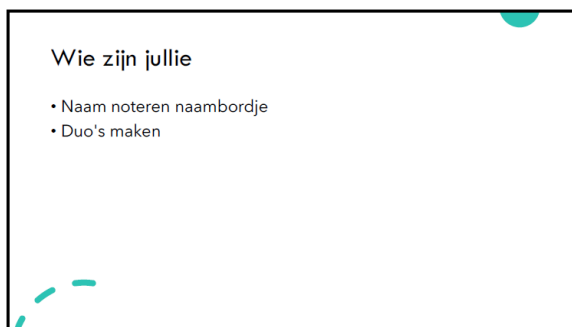 Wie zijn jullie
• Naam noteren naambordje
• Duo's maken